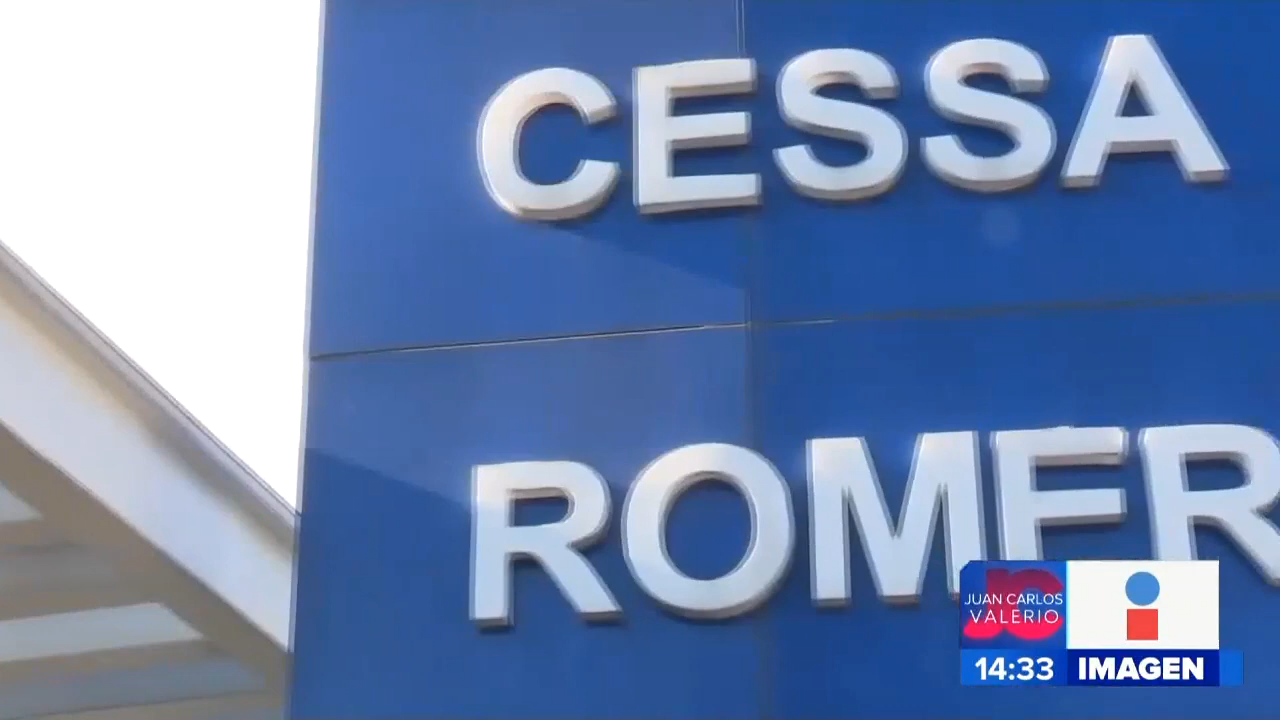 CESSA
ROMER
JUAN CARLOS
VALERIO
14:33 IMAGEN